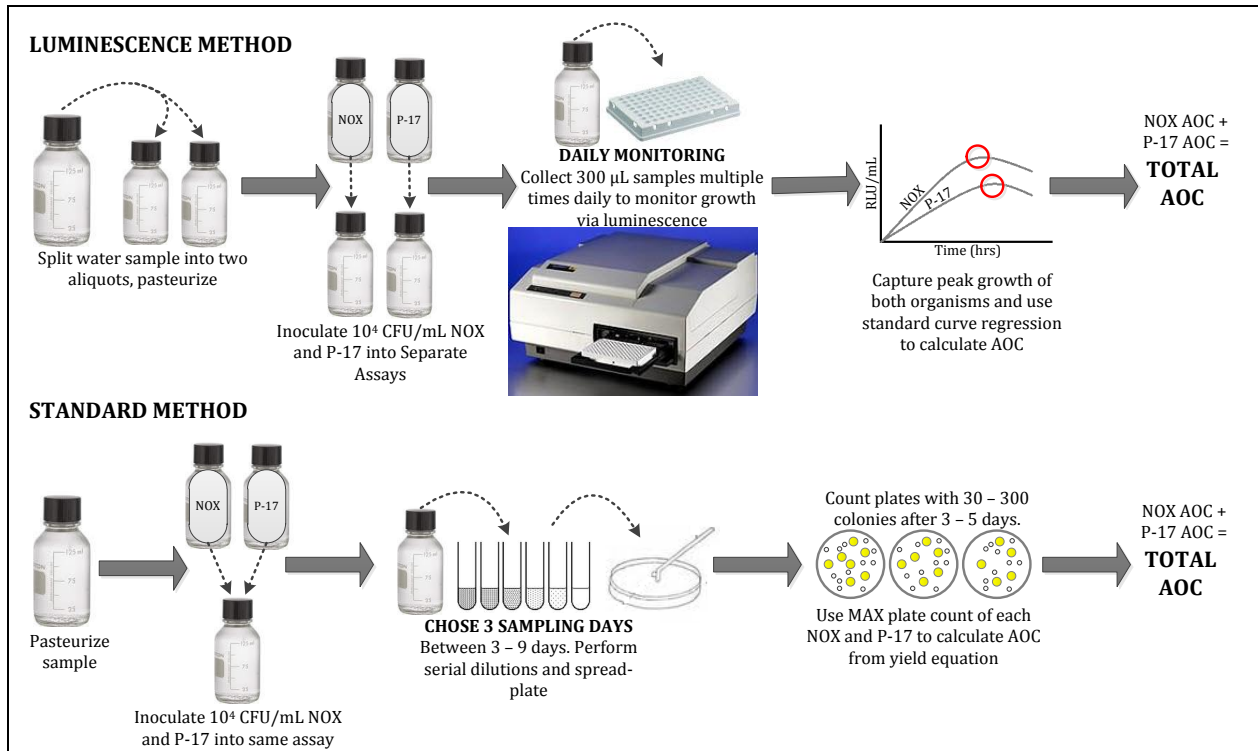 LUMINESCENCE METHOD
Split water sample into two
aliquots, pasteurize
NOX
P-17
Inoculate 10⁴ CFU/mL NOX
and P-17 into Separate
Assays
DAILY MONITORING
Collect 300 µL samples multiple
times daily to monitor growth
via luminescence
RLU/mL
NOX
P-17
Time (hrs)
Capture peak growth of
both organisms and use
standard curve regression
to calculate AOC
NOX AOC +
P-17 AOC =
TOTAL
AOC
STANDARD METHOD
Pasteurize
sample
NOX
P-17
Inoculate 10⁴ CFU/mL NOX
and P-17 into same assay
CHOSE 3 SAMPLING DAYS
Between 3 – 9 days. Perform
serial dilutions and spread-
plate
Count plates with 30 – 300
colonies after 3 – 5 days.
Use MAX plate count of each
NOX and P-17 to calculate AOC
from yield equation
NOX AOC +
P-17 AOC =
TOTAL
AOC